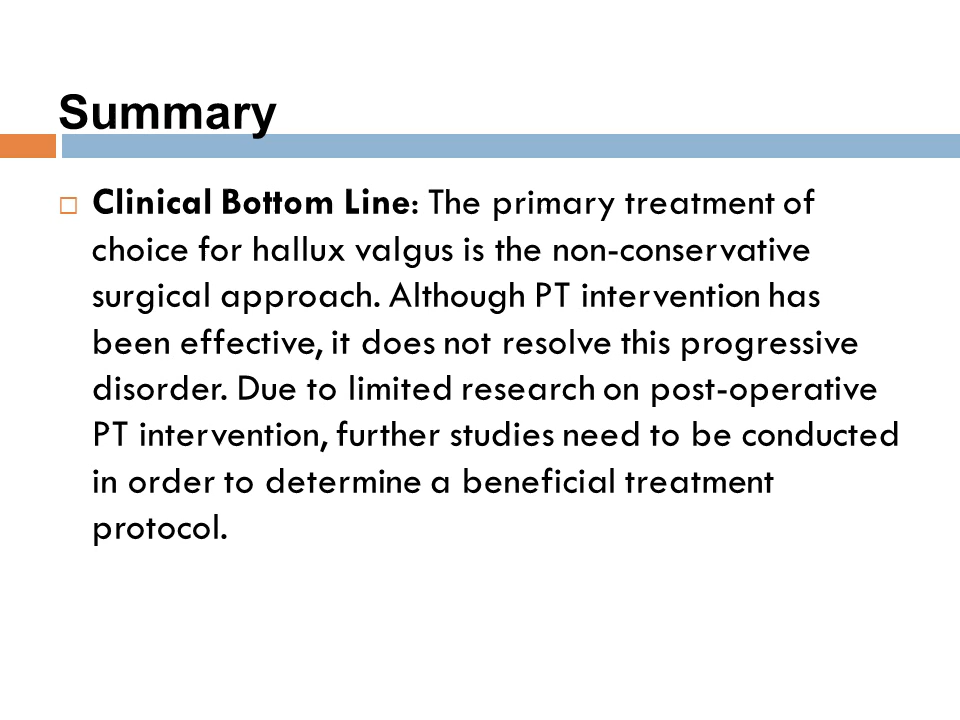 Summary
Clinical Bottom Line: The primary treatment of
choice for hallux valgus is the non-conservative
surgical approach. Although PT intervention has
been effective, it does not resolve this progressive
disorder. Due to limited research on post-operative
PT intervention, further studies need to be conducted
in order to determine a beneficial treatment
protocol.